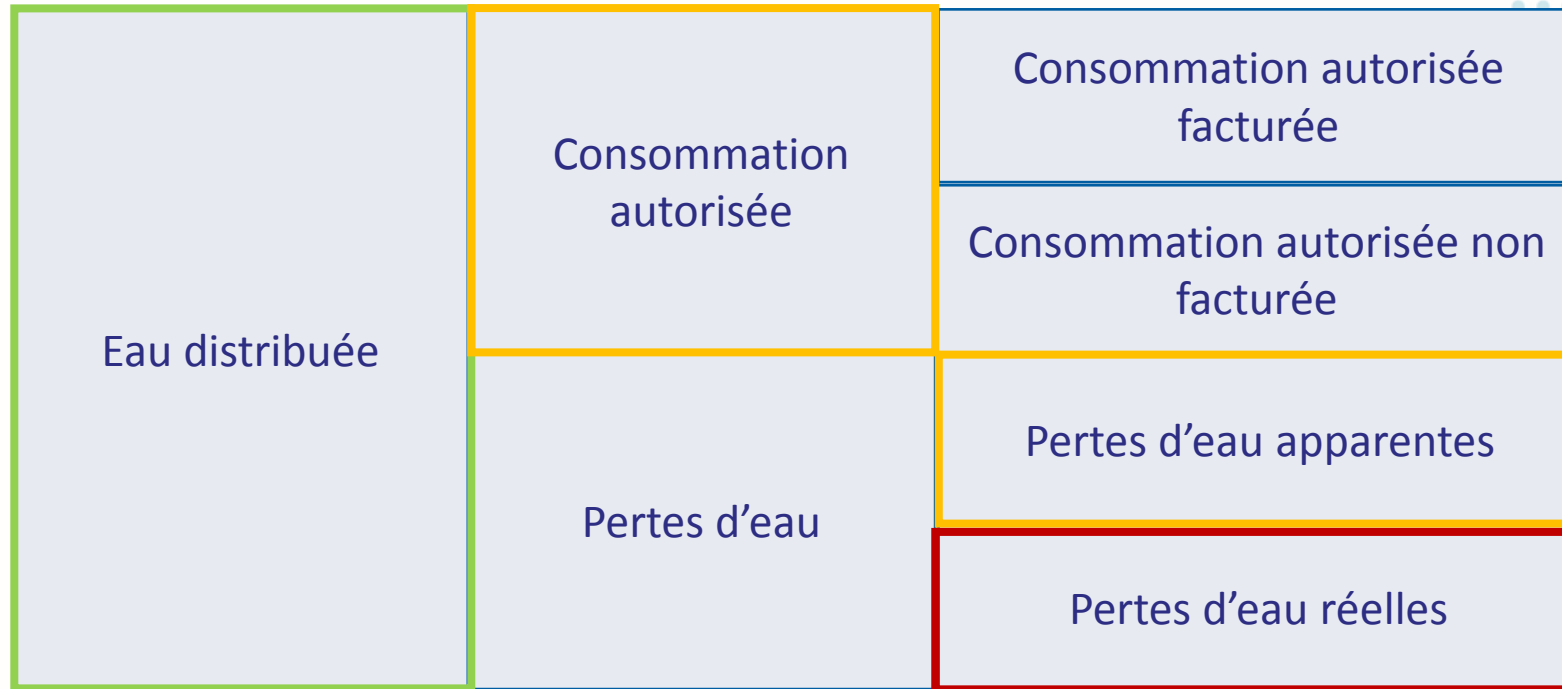 Eau distribuée
Consommation
autorisée
Pertes d’eau
Consommation autorisée
facturée
Consommation autorisée non
facturée
Pertes d’eau apparentes
Pertes d’eau réelles